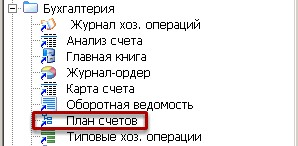 Бухгалтерия
Журнал хоз. операций
Анализ счета
Главная книга
Журнал-ордер
Карта счета
Оборотная ведомость
План счетов
Типовые хоз. операции